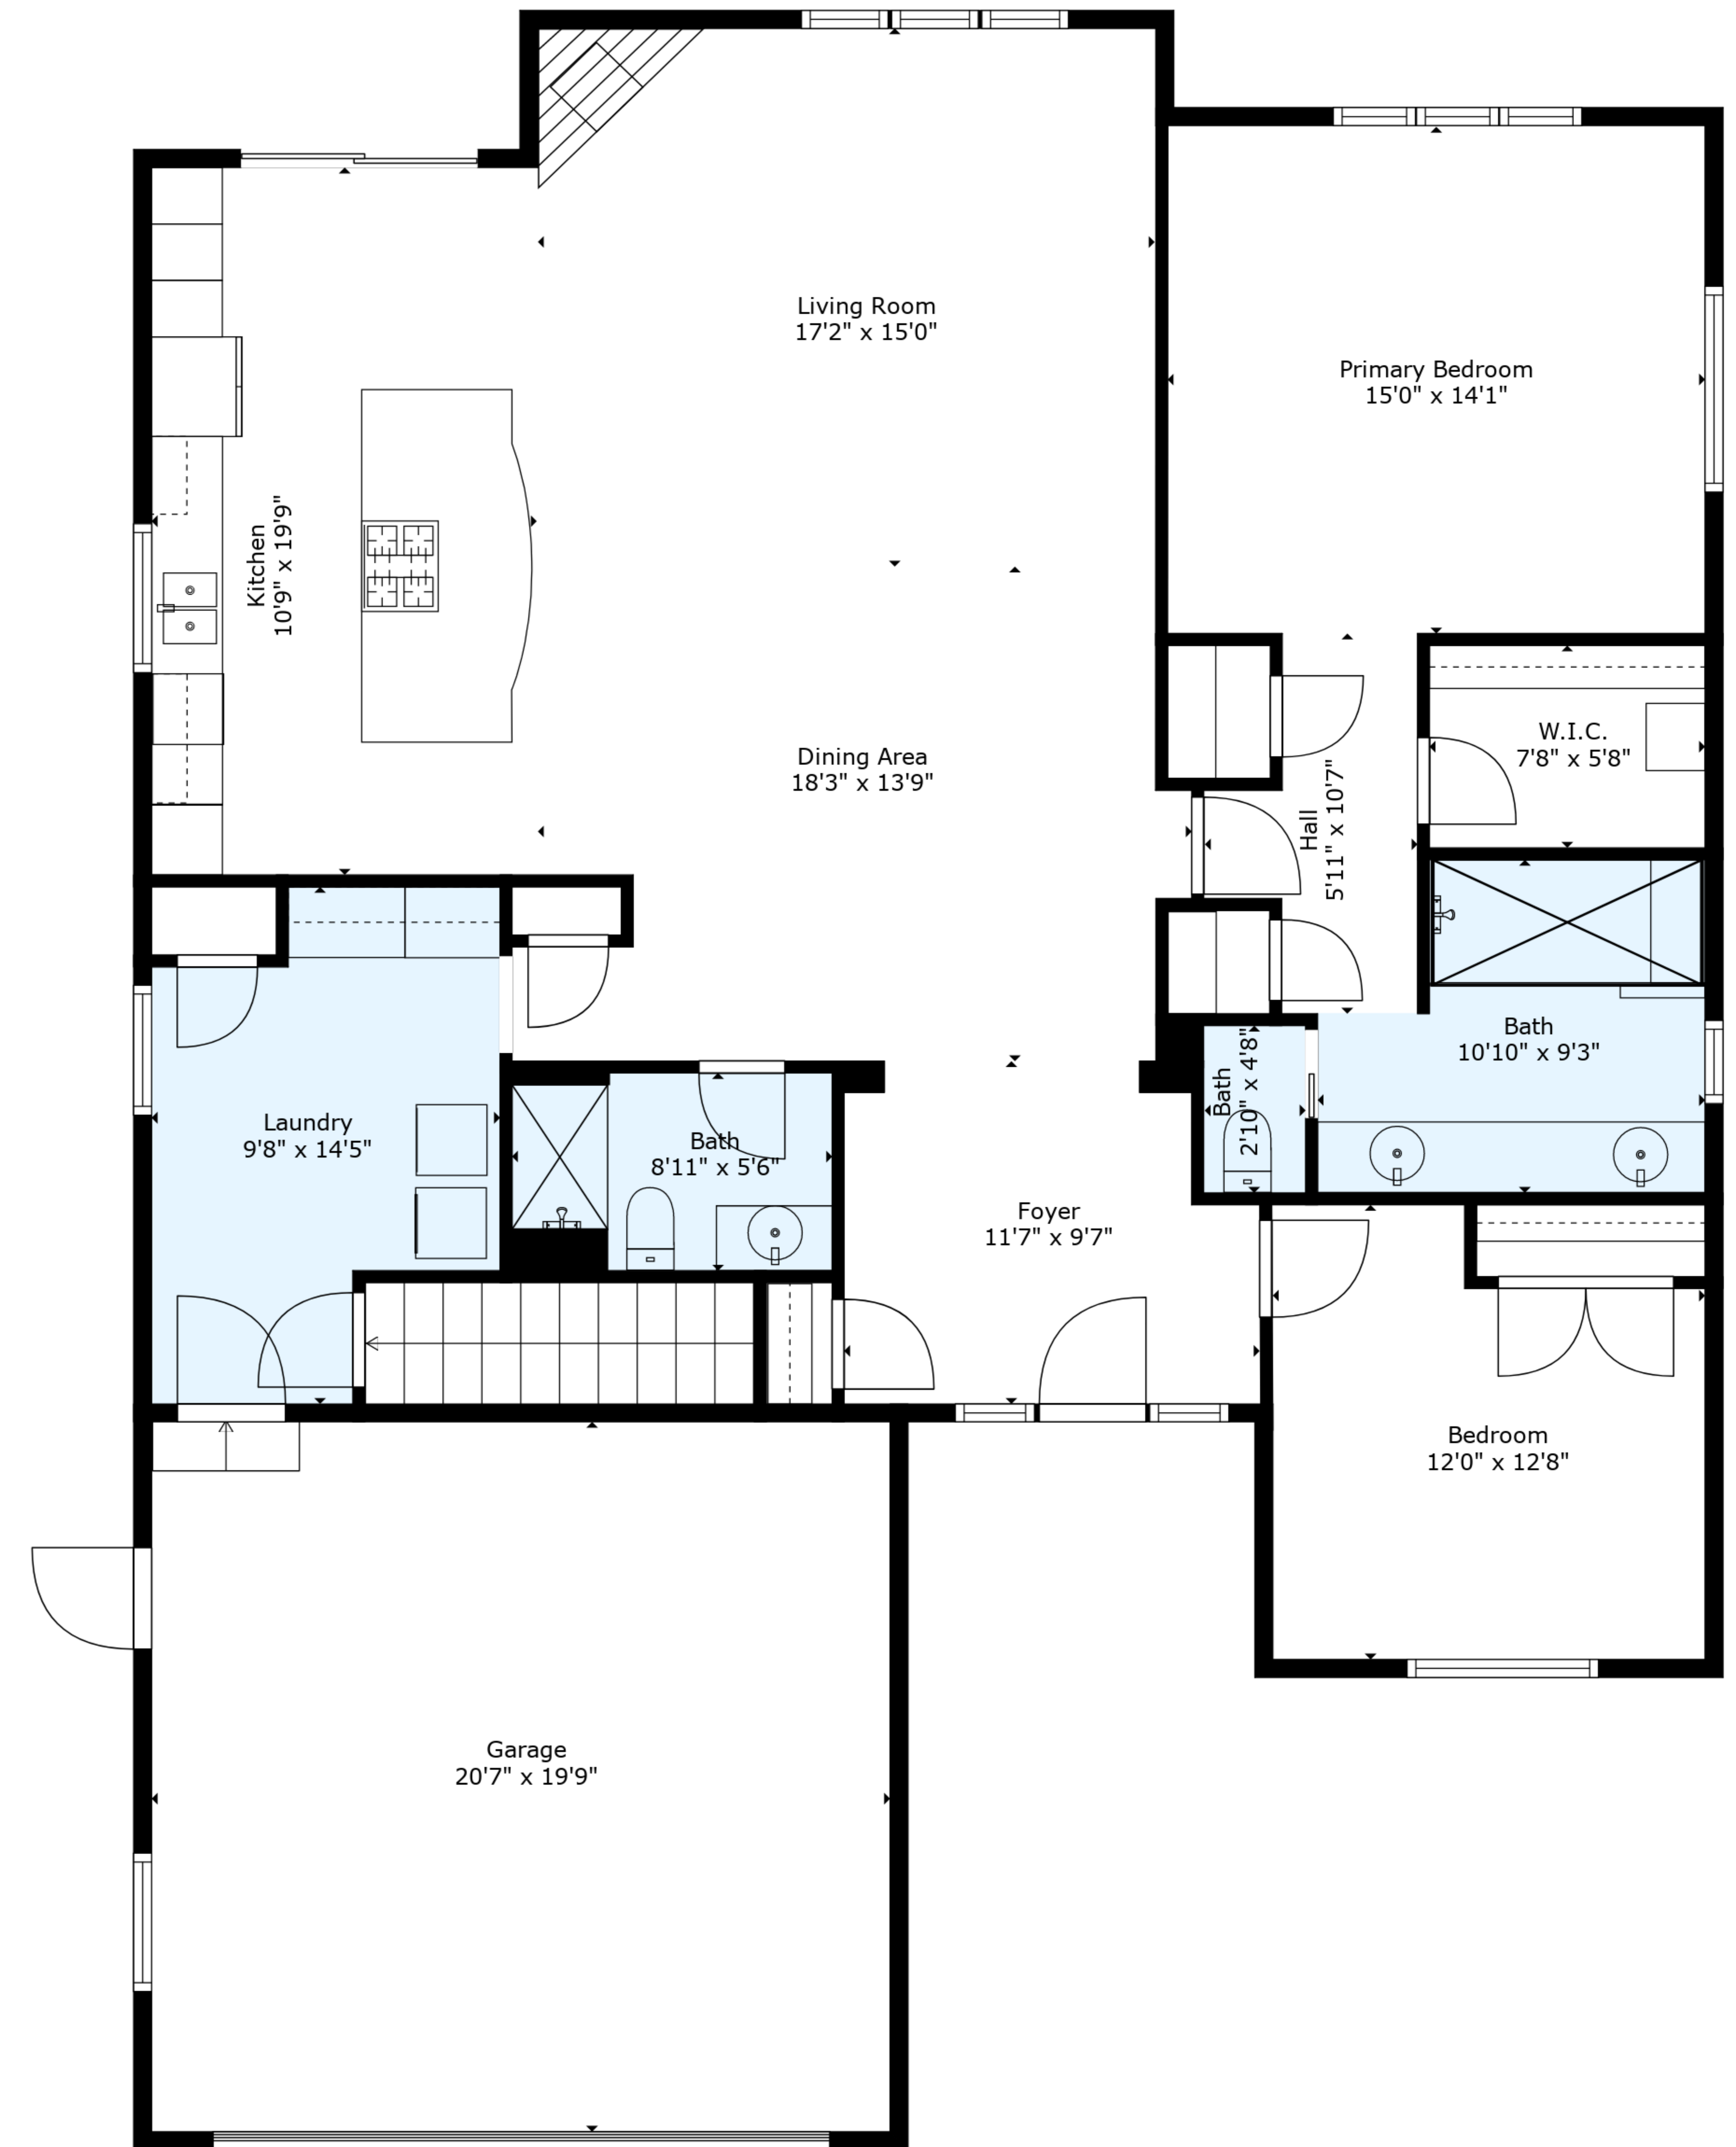 Living Room
17'2" x 15'0"
Primary Bedroom
15'0" x 14'1"
Kitchen
10'9" x 19'9"
W.I.C.
7'8" x 5'8"
Dining Area
18'3" x 13'9"
Hall
5'11" x 10'7"
Bath
10'10" x 9'3"
Bath
2'10" x 4'8"
Laundry
9'8" x 14'5"
Bath
8'11" x 5'6"
Foyer
11'7" x 9'7"
Bedroom
12'0" x 12'8"
Garage
20'7" x 19'9"